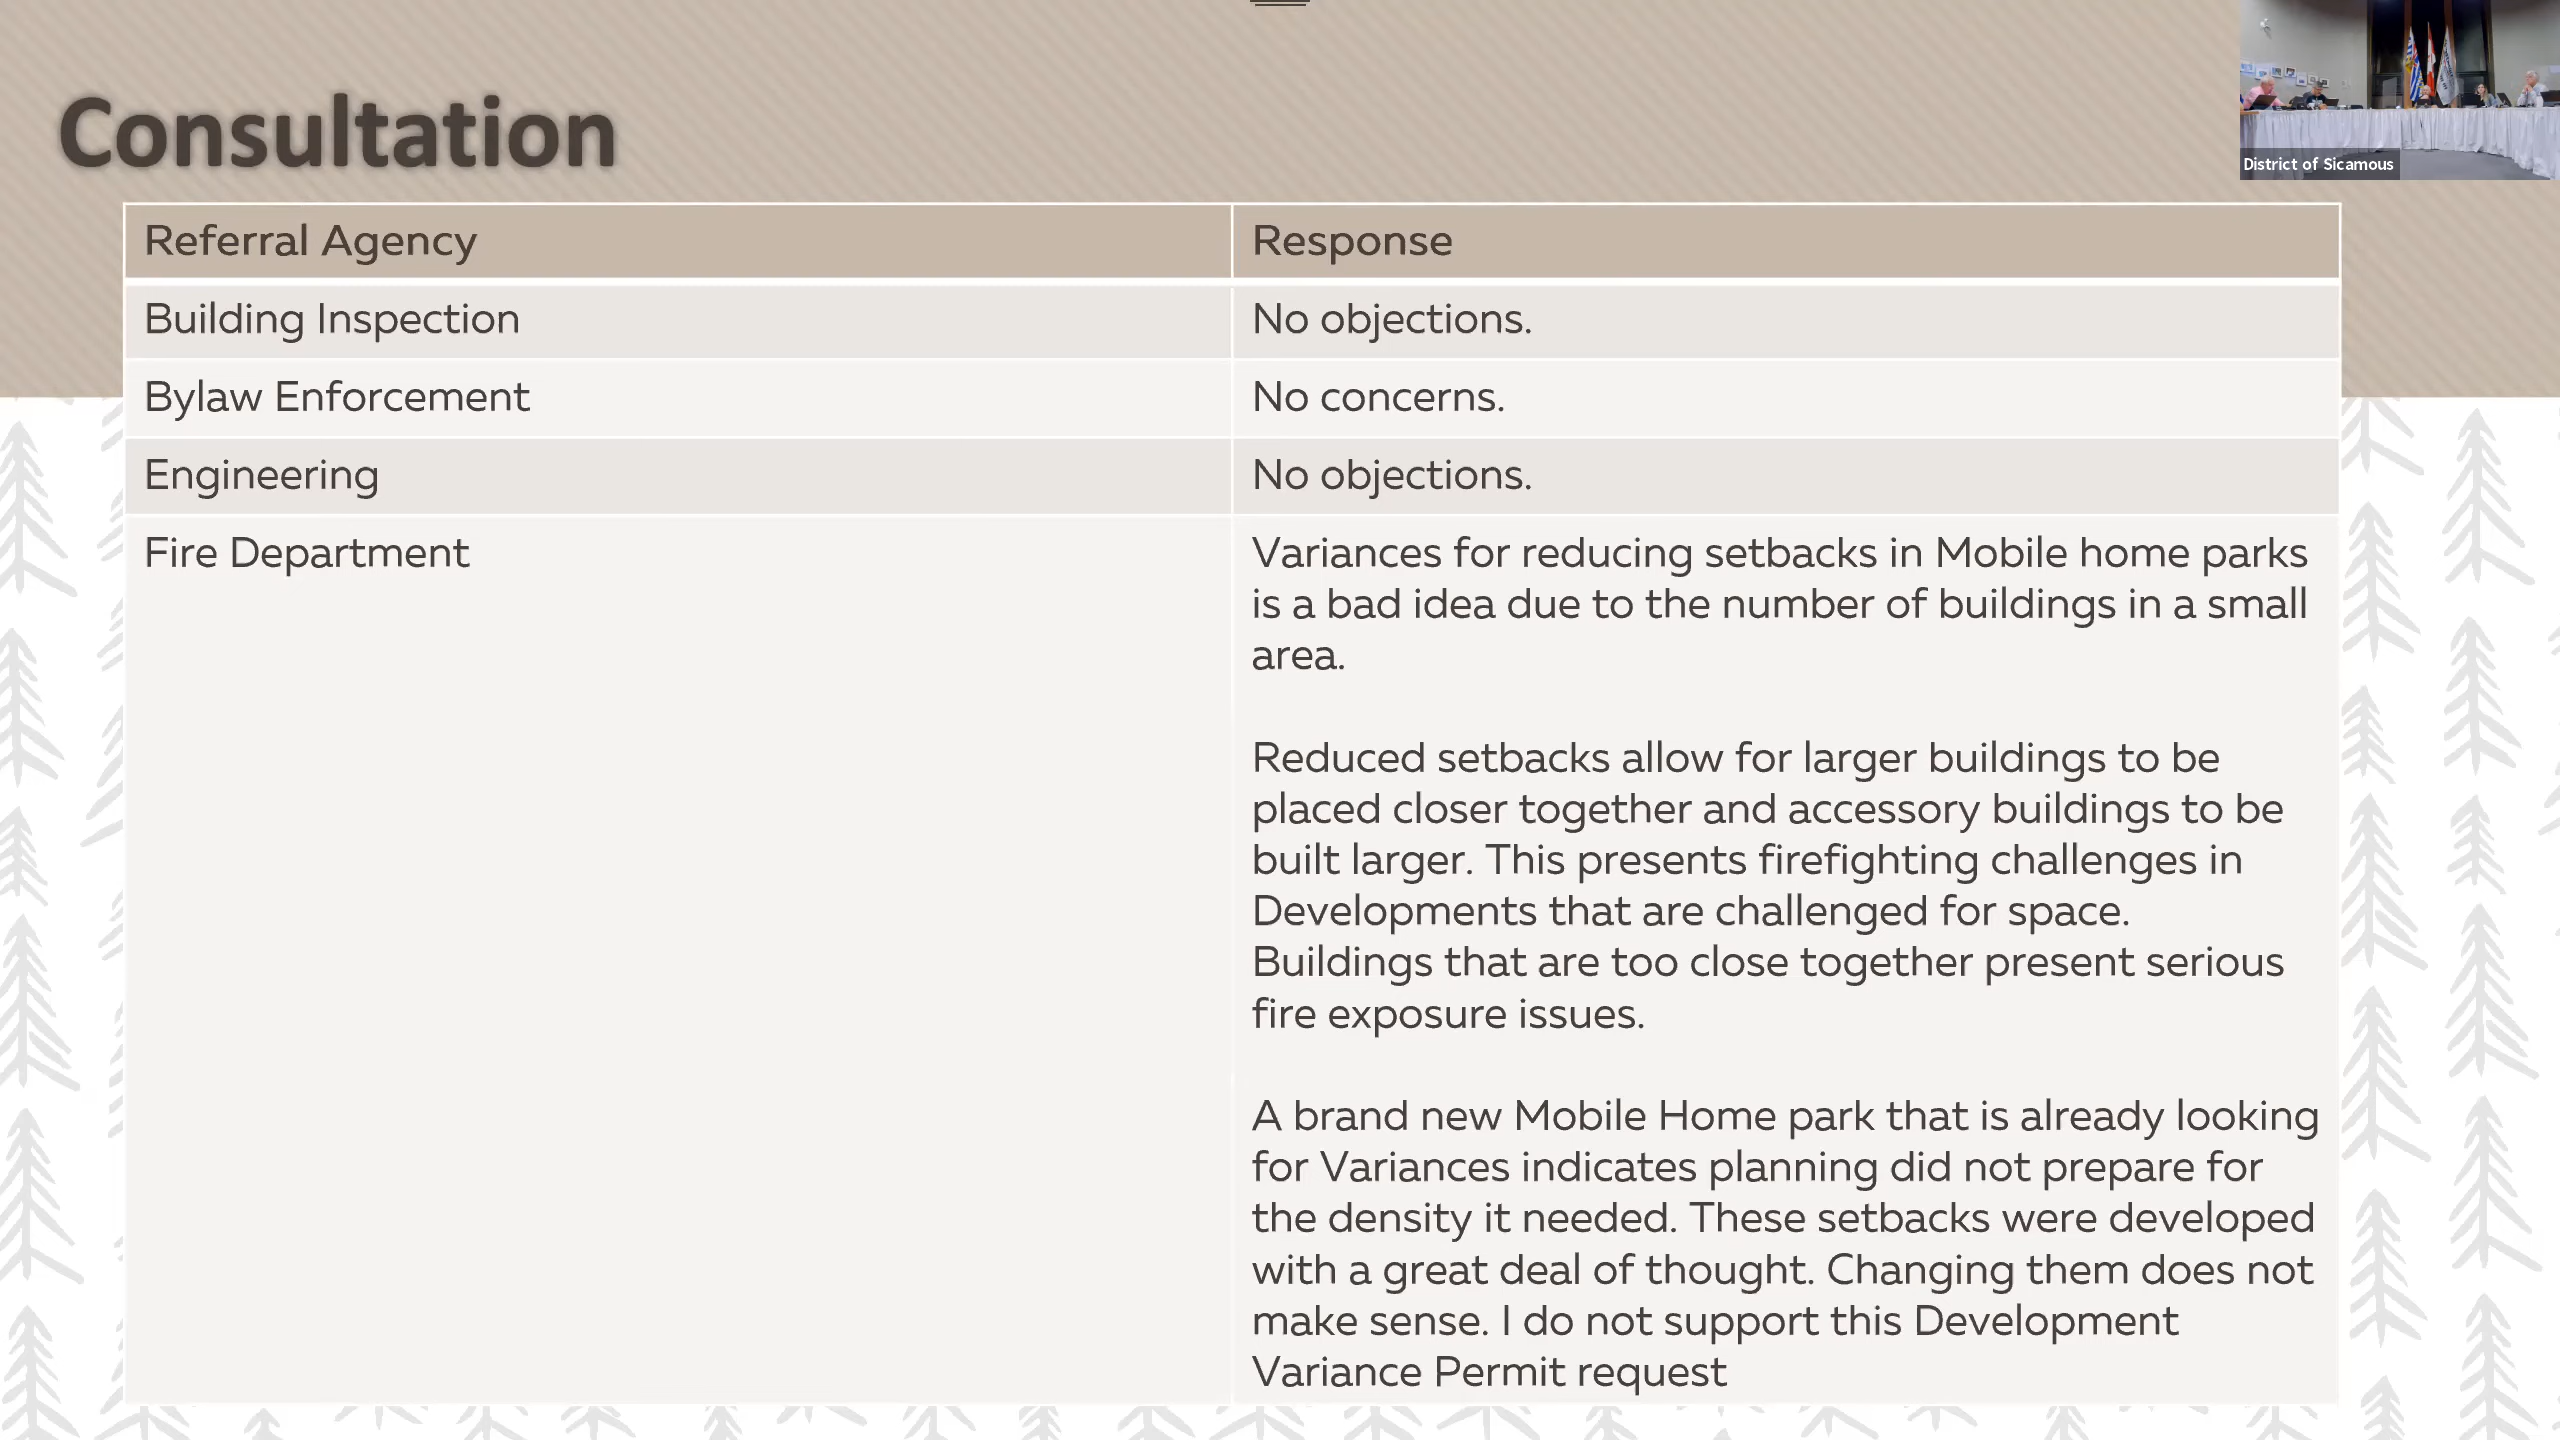 Consultation
District of Sicamous
Referral Agency
Response
Building Inspection
No objections.
Bylaw Enforcement
No concerns.
Engineering
No objections.
Fire Department
Variances for reducing setbacks in Mobile home parks
is a bad idea due to the number of buildings in a small
area.
Reduced setbacks allow for larger buildings to be
placed closer together and accessory buildings to be
built larger. This presents firefighting challenges in
Developments that are challenged for space.
Buildings that are too close together present serious
fire exposure issues.
A brand new Mobile Home park that is already looking
for Variances indicates planning did not prepare for
the density it needed. These setbacks were developed
with a great deal of thought. Changing them does not
make sense. I do not support this Development
Variance Permit request